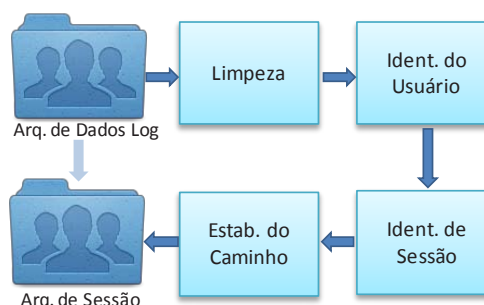 Limpeza
Ident. do
Usuário
Arq. de Dados Log
Estab. do
Caminho
Ident. de
Sessão
Arq. de Sessão